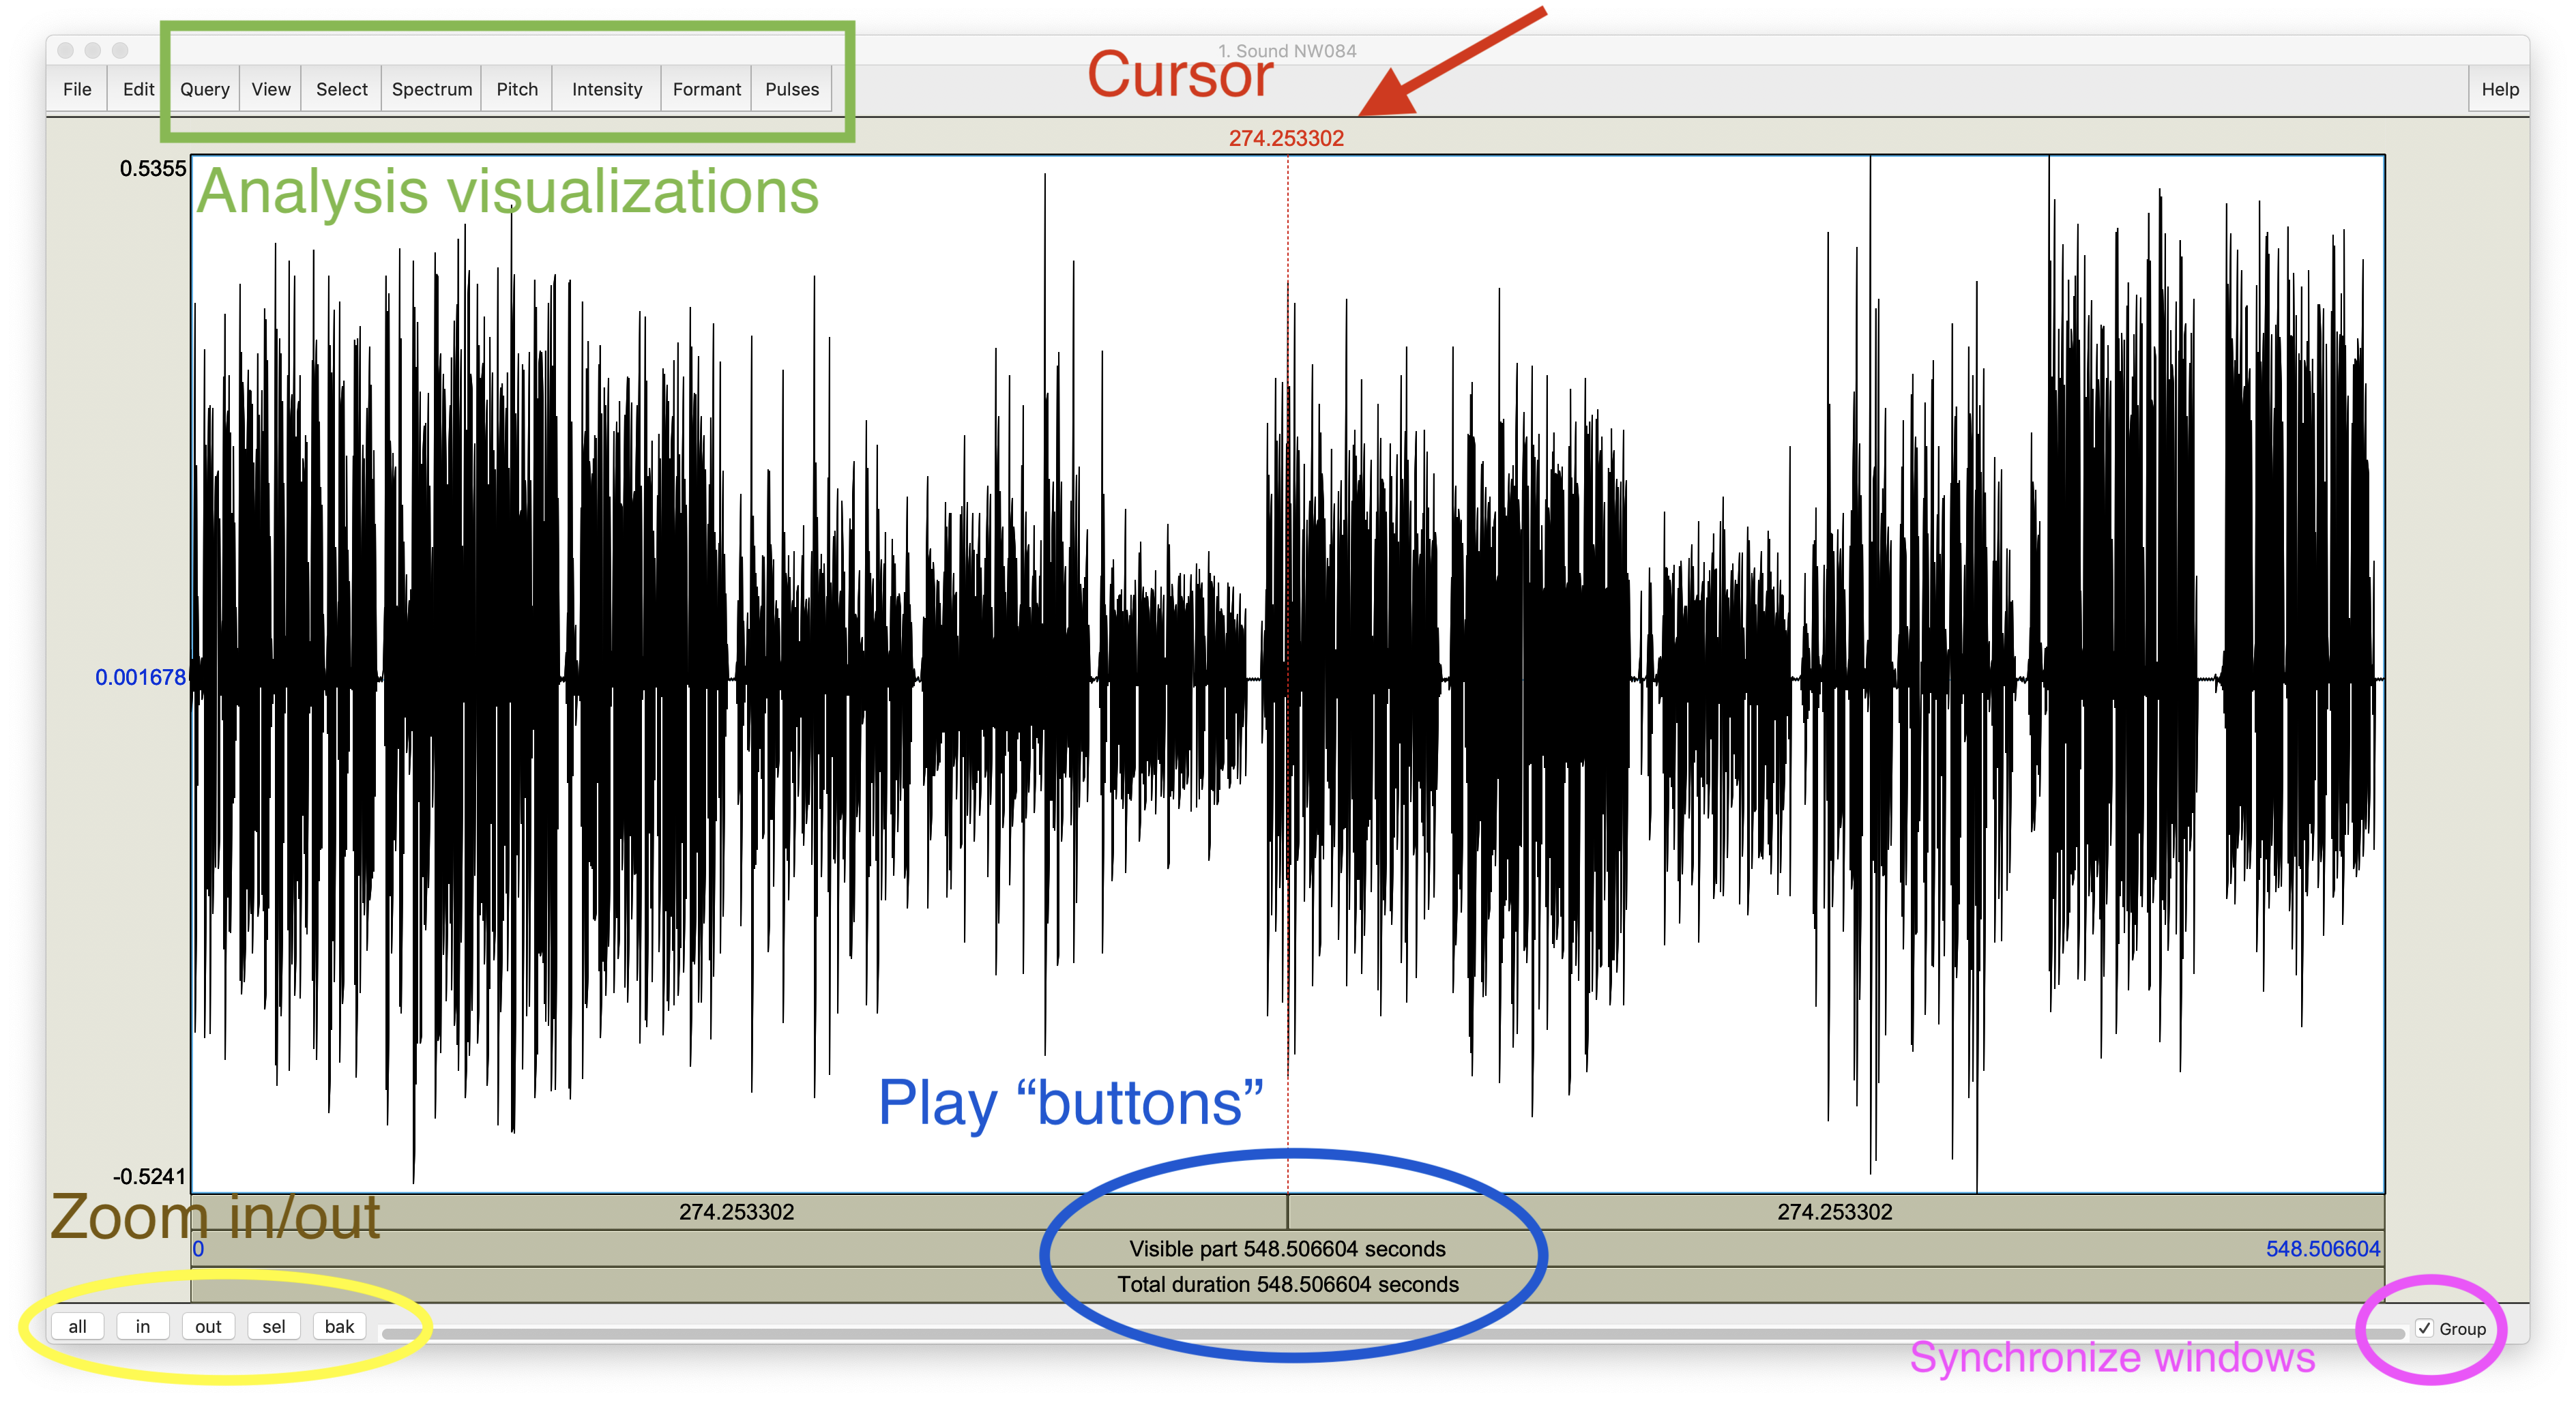 1. Sound NW084
File Edit Query View Select Spectrum Pitch Intensity Formant Pulses Help
Cursor
274.253302
0.5355
Analysis visualizations
0.001678
Play “buttons”
-0.5241
Zoom in/out
274.253302 274.253302
0 Visible part 548.506604 seconds 548.506604
Total duration 548.506604 seconds
all in out sel bak Group
Synchronize windows